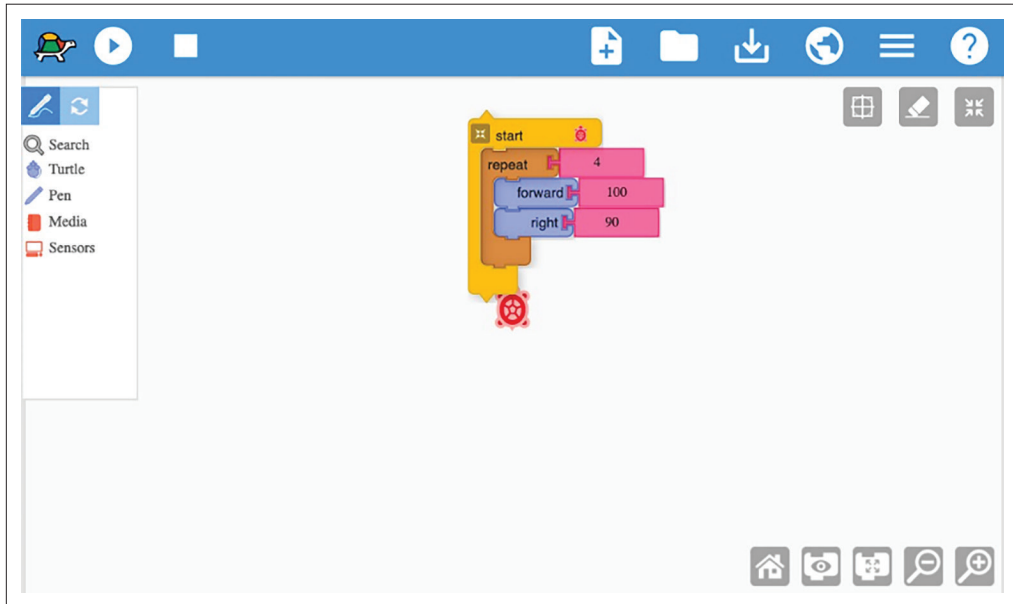 start
repeat 4
forward 100
right 90
Search
Turtle
Pen
Media
Sensors
?